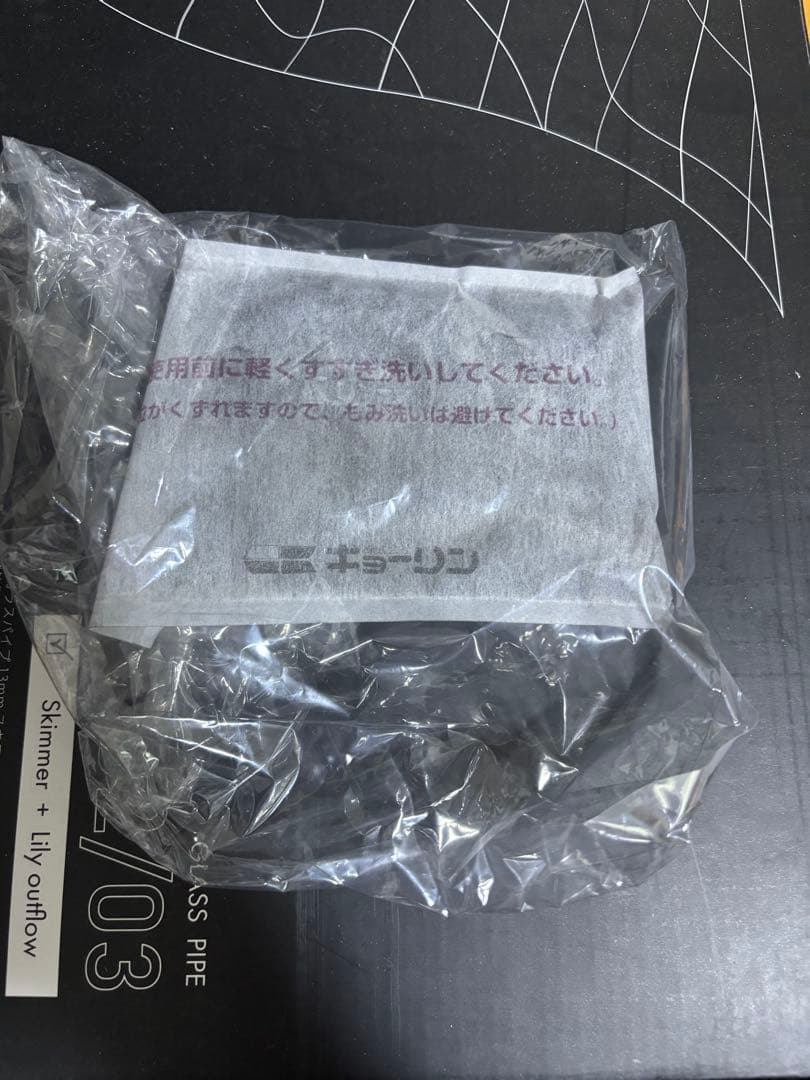 使用前に軽くすすぎ洗いしてください。
がくずれますので、もみ洗いは避けてください。)
キョーリン
Skimmer + Lily outflow
/03
GLASS PIPE